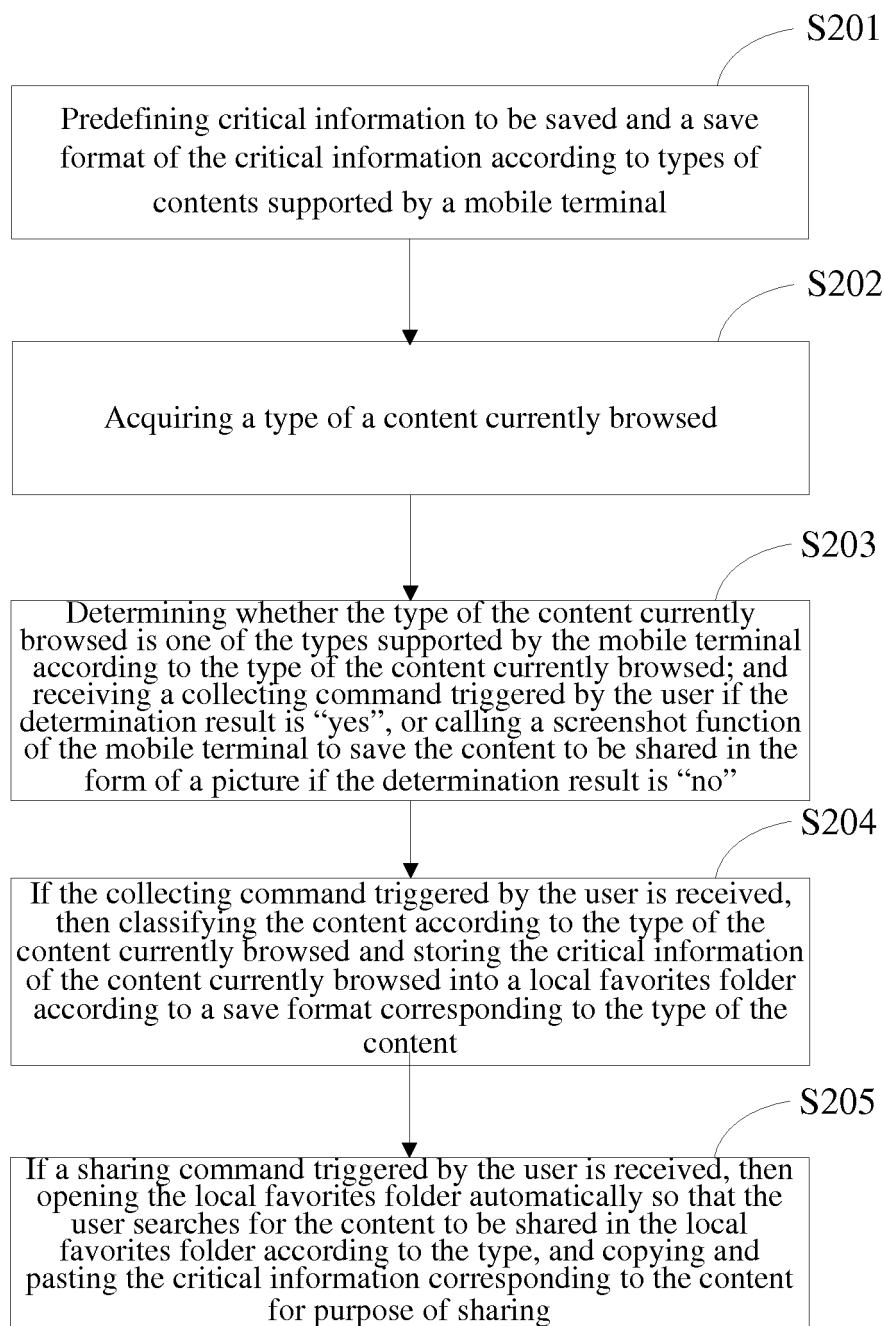 S201
Predefining critical information to be saved and a save
format of the critical information according to types of
contents supported by a mobile terminal
S202
Acquiring a type of a content currently browsed
S203
Determining whether the type of the content currently
browsed is one of the types supported by the mobile terminal
according to the type of the content currently browsed; and
receiving a collecting command triggered by the user if the
determination result is “yes”, or calling a screenshot function
of the mobile terminal to save the content to be shared in the
form of a picture if the determination result is “no”
S204
If the collecting command triggered by the user is received,
then classifying the content according to the type of the
content currently browsed and storing the critical information
of the content currently browsed into a local favorites folder
according to a save format corresponding to the type of the
content
S205
If a sharing command triggered by the user is received, then
opening the local favorites folder automatically so that the
user searches for the content to be shared in the local
favorites folder according to the type, and copying and
pasting the critical information corresponding to the content
for purpose of sharing